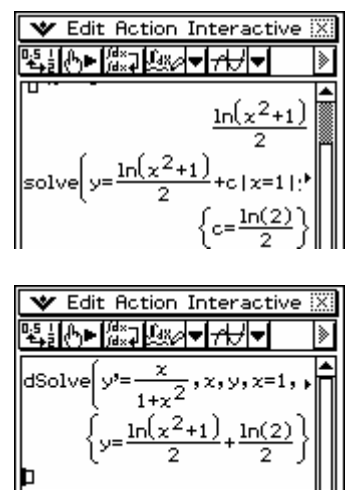 Edit Action Interactive
ln(x²+1)/2
solve(y=ln(x²+1)/2+c|x=1|
{c=ln(2)/2}
Edit Action Interactive
dSolve(y'=x/(1+x²),x,y,x=1,
{y=ln(x²+1)/2+ln(2)/2}